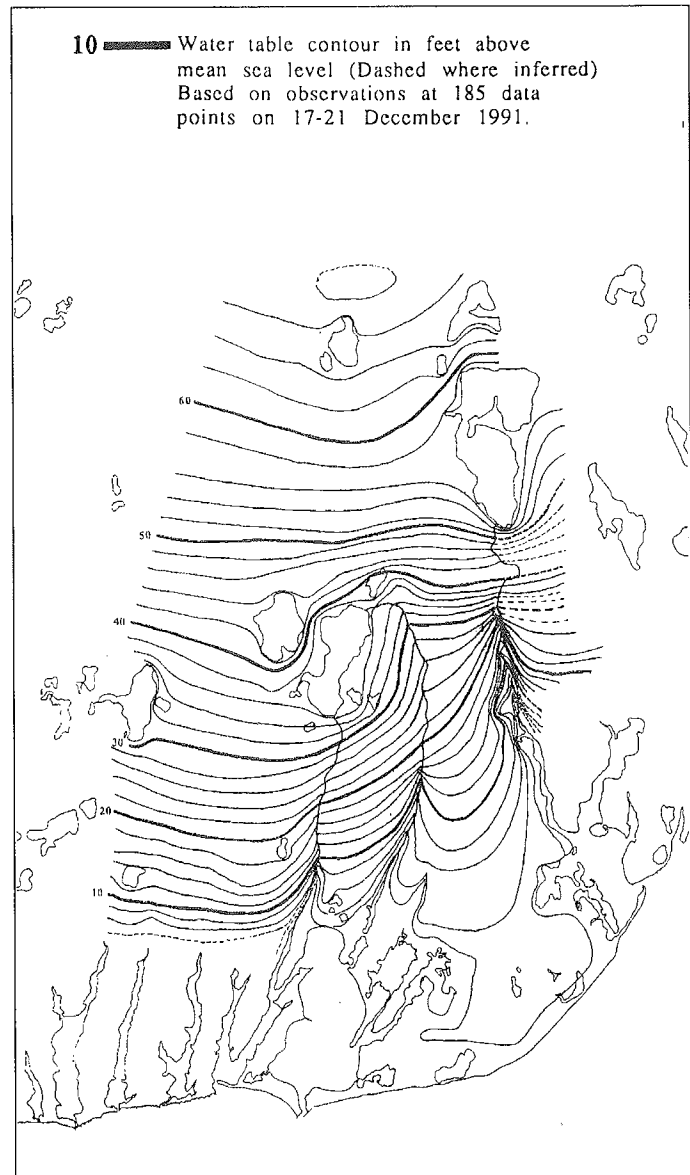 10 Water table contour in feet above
mean sea level (Dashed where inferred)
Based on observations at 185 data
points on 17-21 December 1991.
60
50
40
30
20
10